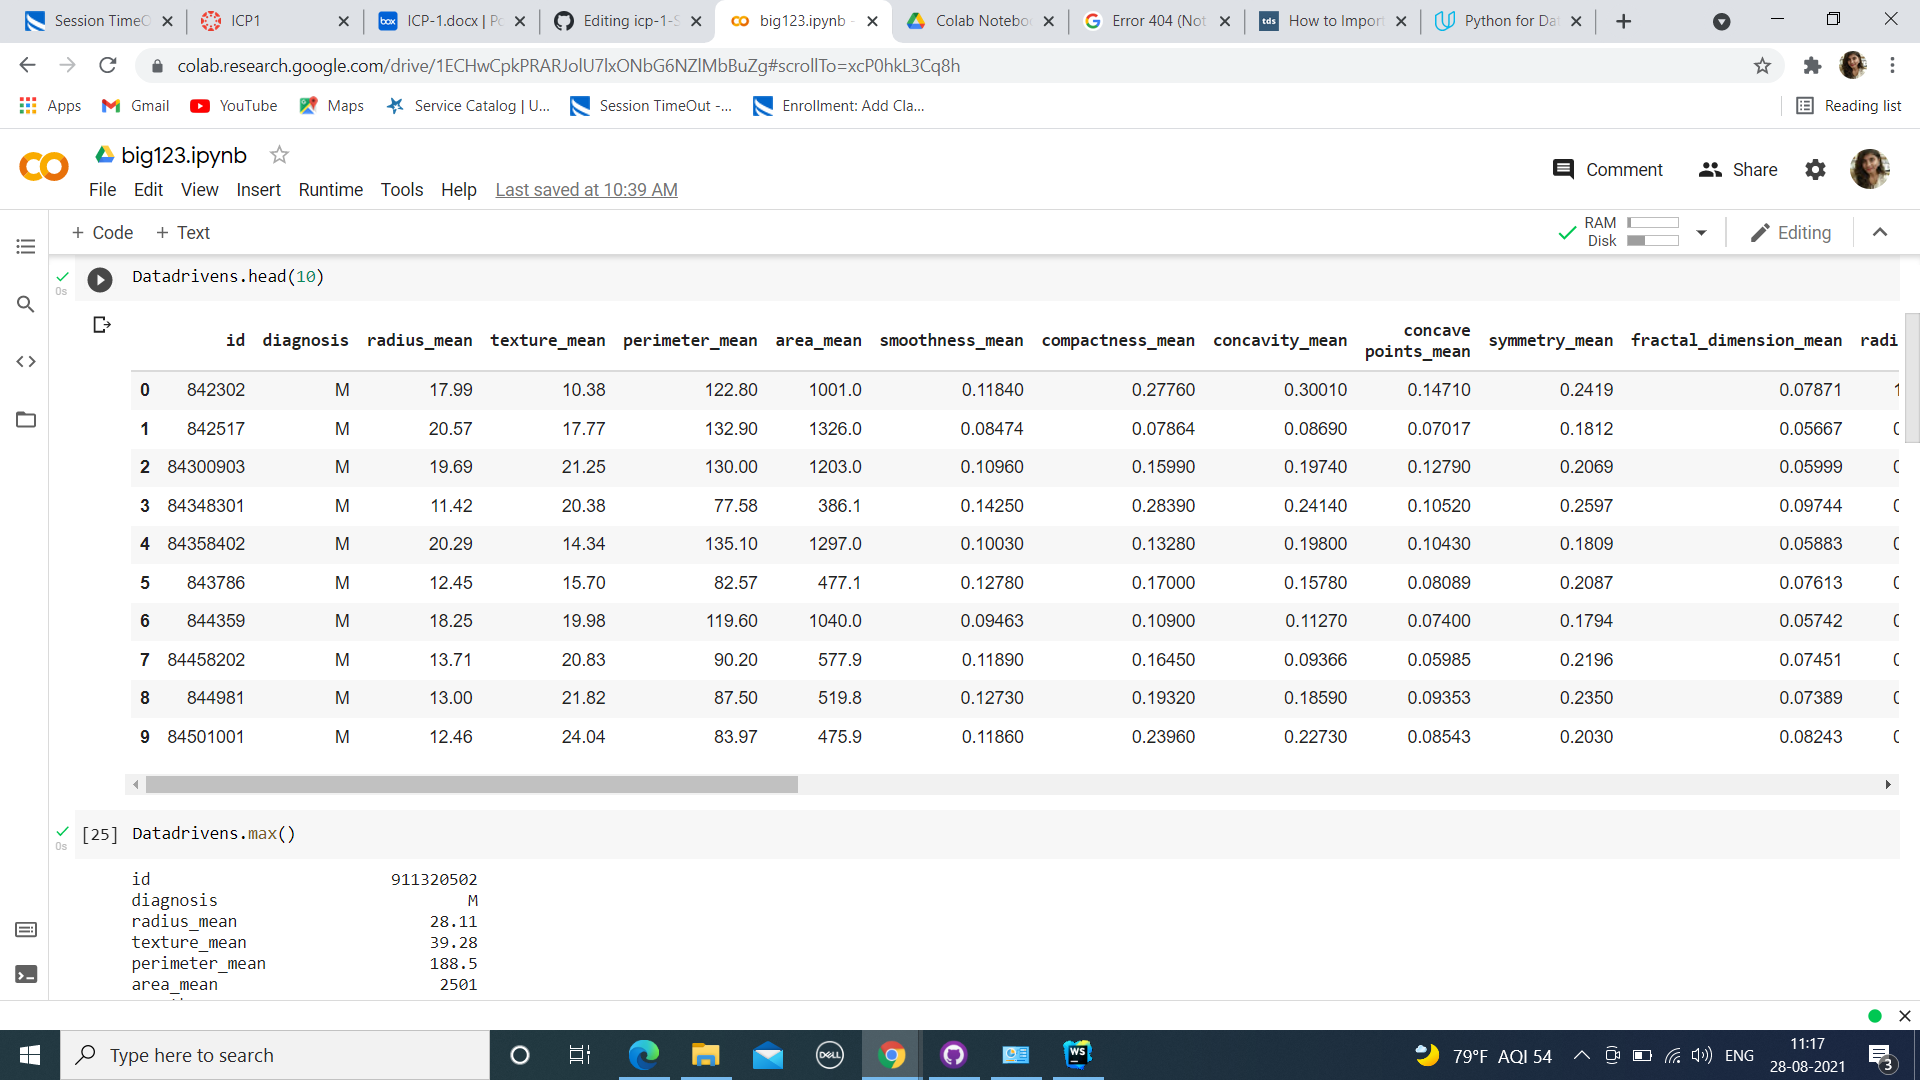 Session TimeO ICP1 ICP-1.docx | Po Editing icp-1-S big123.ipynb - Colab Notebo Error 404 (Not How to Import Python for Dat
colab.research.google.com/drive/1ECHwCpkPRARJolU7lxONbG6NZlMbBuZg#scrollTo=xcP0hkL3Cq8h
Apps Gmail YouTube Maps Service Catalog | U... Session TimeOut -... Enrollment: Add Cla... Reading list
big123.ipynb
Comment Share
File Edit View Insert Runtime Tools Help Last saved at 10:39 AM
+ Code + Text RAM Disk Editing
Datadrivens.head(10)
0s
id diagnosis radius_mean texture_mean perimeter_mean area_mean smoothness_mean compactness_mean concavity_mean concave points_mean symmetry_mean fractal_dimension_mean radi
0 842302 M 17.99 10.38 122.80 1001.0 0.11840 0.27760 0.30010 0.14710 0.2419 0.07871 1
1 842517 M 20.57 17.77 132.90 1326.0 0.08474 0.07864 0.08690 0.07017 0.1812 0.05667 0
2 84300903 M 19.69 21.25 130.00 1203.0 0.10960 0.15990 0.19740 0.12790 0.2069 0.05999 0
3 84348301 M 11.42 20.38 77.58 386.1 0.14250 0.28390 0.24140 0.10520 0.2597 0.09744 0
4 84358402 M 20.29 14.34 135.10 1297.0 0.10030 0.13280 0.19800 0.10430 0.1809 0.05883 0
5 843786 M 12.45 15.70 82.57 477.1 0.12780 0.17000 0.15780 0.08089 0.2087 0.07613 0
6 844359 M 18.25 19.98 119.60 1040.0 0.09463 0.10900 0.11270 0.07400 0.1794 0.05742 0
7 84458202 M 13.71 20.83 90.20 577.9 0.11890 0.16450 0.09366 0.05985 0.2196 0.07451 0
8 844981 M 13.00 21.82 87.50 519.8 0.12730 0.19320 0.18590 0.09353 0.2350 0.07389 0
9 84501001 M 12.46 24.04 83.97 475.9 0.11860 0.23960 0.22730 0.08543 0.2030 0.08243 0
[25] Datadrivens.max()
0s
id 911320502
diagnosis M
radius_mean 28.11
texture_mean 39.28
perimeter_mean 188.5
area_mean 2501
Type here to search 79°F AQI 54 ENG 11:17
28-08-2021 3